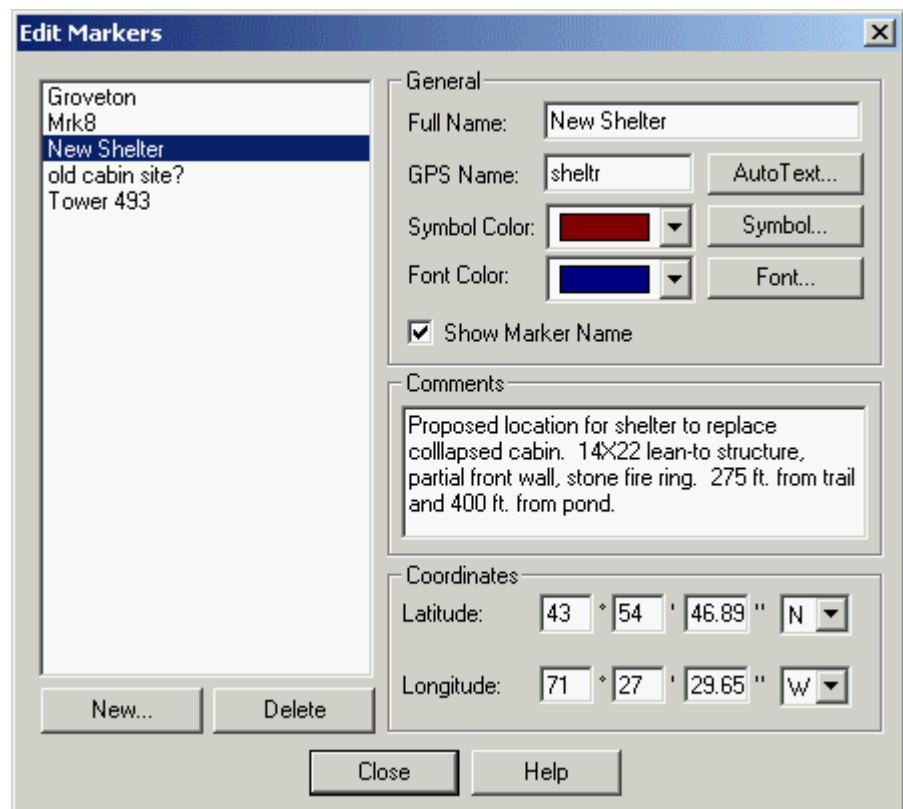 Edit Markers
Groveton
Mrk8
New Shelter
old cabin site?
Tower 493
New...
Delete
General
Full Name: New Shelter
GPS Name: sheltr AutoText...
Symbol Color: Symbol...
Font Color: Font...
Show Marker Name
Comments
Proposed location for shelter to replace
colllapsed cabin. 14X22 lean-to structure,
partial front wall, stone fire ring. 275 ft. from trail
and 400 ft. from pond.
Coordinates
Latitude: 43 ° 54 ' 46.89 " N
Longitude: 71 ° 27 ' 29.65 " W
Close
Help